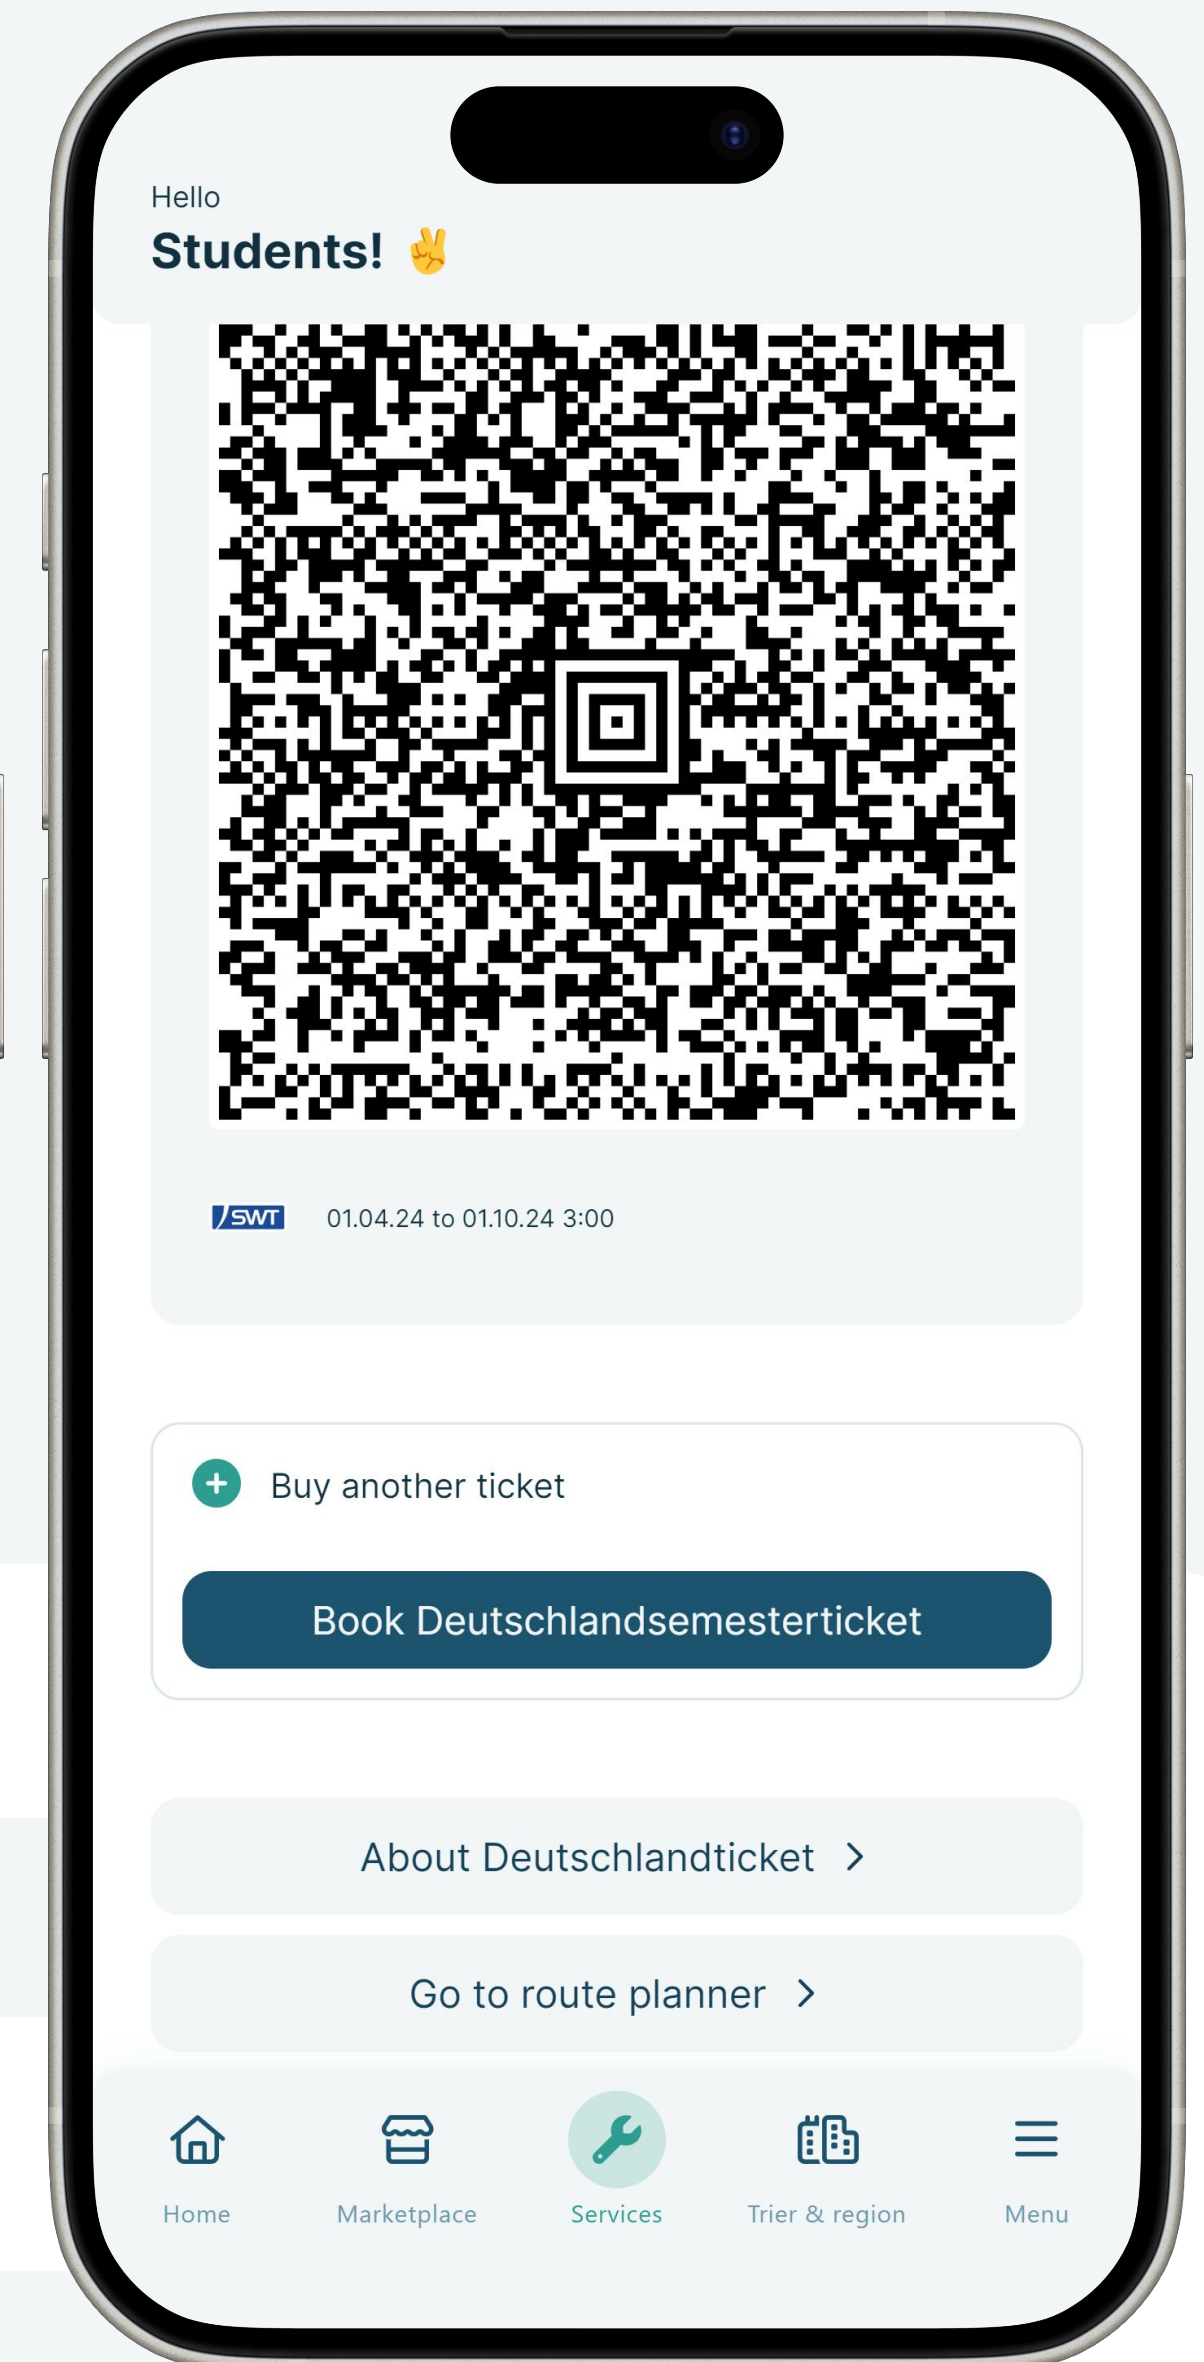 Hello
Students! ✌️
SWT 01.04.24 to 01.10.24 3:00
Buy another ticket
Book Deutschlandsemesterticket
About Deutschlandticket
Go to route planner
Home Marketplace Services Trier & region Menu